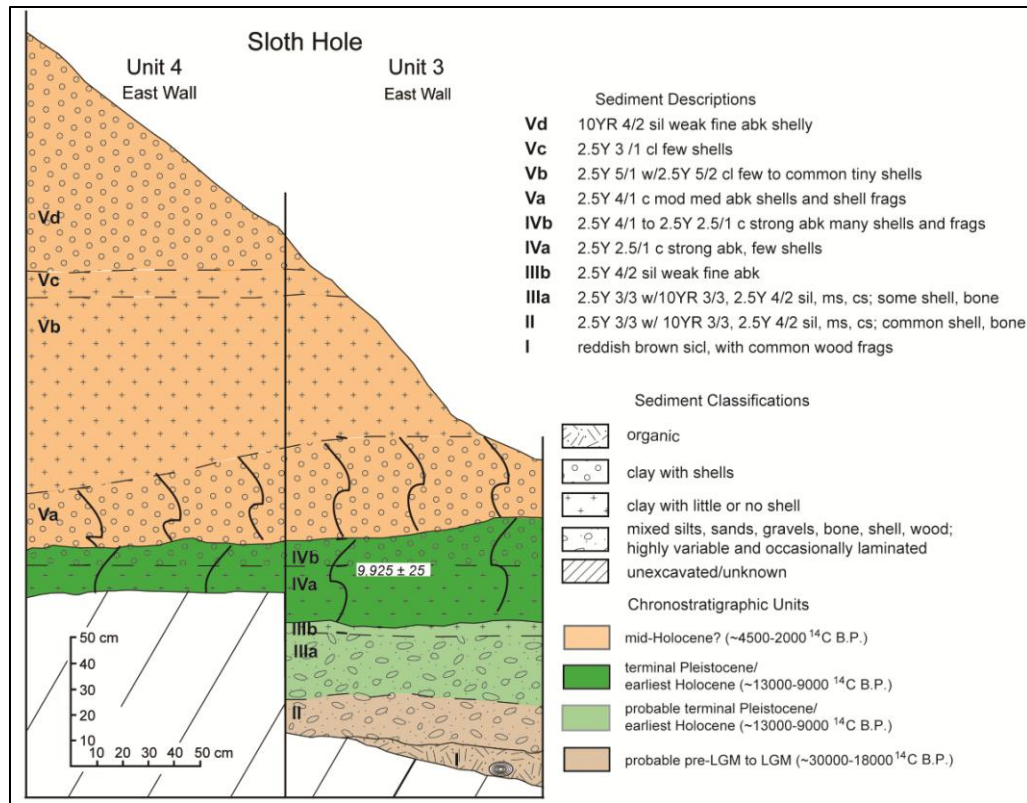 Sloth Hole
Unit 4
East Wall
Unit 3
East Wall
Vd
Vc
Vb
Va
IVb
IVa
9,925 ± 25
IIIb
IIIa
II
I
50 cm
40
30
20
10
10 20 30 40 50 cm
Sediment Descriptions
Vd 10YR 4/2 sil weak fine abk shelly
Vc 2.5Y 3 /1 cl few shells
Vb 2.5Y 5/1 w/2.5Y 5/2 cl few to common tiny shells
Va 2.5Y 4/1 c mod med abk shells and shell frags
IVb 2.5Y 4/1 to 2.5Y 2.5/1 c strong abk many shells and frags
IVa 2.5Y 2.5/1 c strong abk, few shells
IIIb 2.5Y 4/2 sil weak fine abk
IIIa 2.5Y 3/3 w/10YR 3/3, 2.5Y 4/2 sil, ms, cs; some shell, bone
II 2.5Y 3/3 w/ 10YR 3/3, 2.5Y 4/2 sil, ms, cs; common shell, bone
I reddish brown sicl, with common wood frags
Sediment Classifications
organic
clay with shells
clay with little or no shell
mixed silts, sands, gravels, bone, shell, wood;
highly variable and occasionally laminated
unexcavated/unknown
Chronostratigraphic Units
mid-Holocene? (~4500-2000 ¹⁴C B.P.)
terminal Pleistocene/
earliest Holocene (~13000-9000 ¹⁴C B.P.)
probable terminal Pleistocene/
earliest Holocene (~13000-9000 ¹⁴C B.P.)
probable pre-LGM to LGM (~30000-18000 ¹⁴C B.P.)